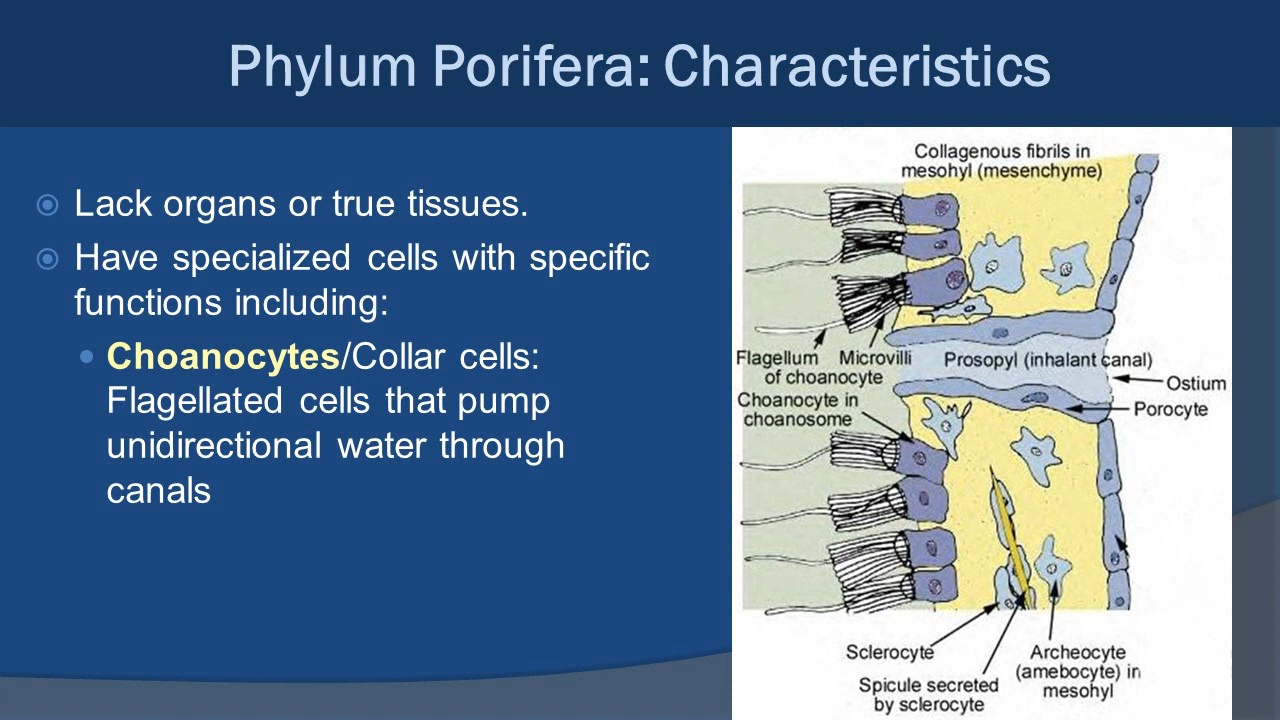 Phylum Porifera: Characteristics
Lack organs or true tissues.
Have specialized cells with specific
functions including:
Choanocytes/Collar cells:
Flagellated cells that pump
unidirectional water through
canals
Collagenous fibrils in
mesohyl (mesenchyme)
Flagellum
of choanocyte
Microvilli
Prosopyl (inhalant canal)
Ostium
Porocyte
Choanocyte in
choanosome
Sclerocyte
Spicule secreted
by sclerocyte
Archeocyte
(amebocyte) in
mesohyl